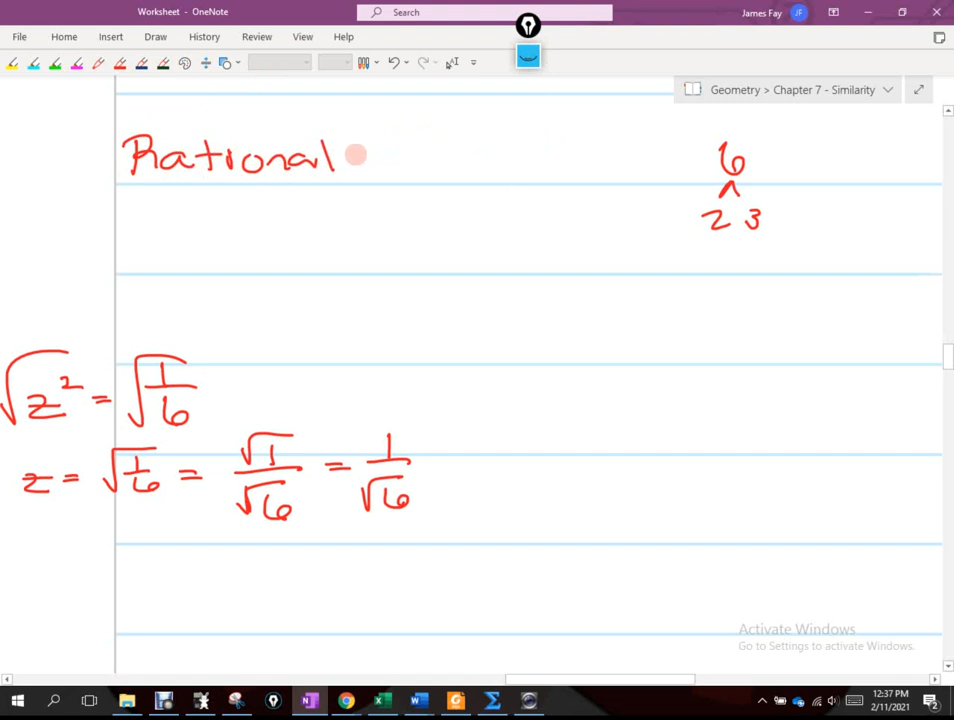 Worksheet - OneNote
Search
James Fay JF
File Home Insert Draw History Review View Help
Geometry > Chapter 7 - Similarity
Rational
6
2 3
√z² = √1/6
z = √1/6 = √1/√6 = 1/√6
Activate Windows
Go to Settings to activate Windows.
12:37 PM
2/11/2021
2